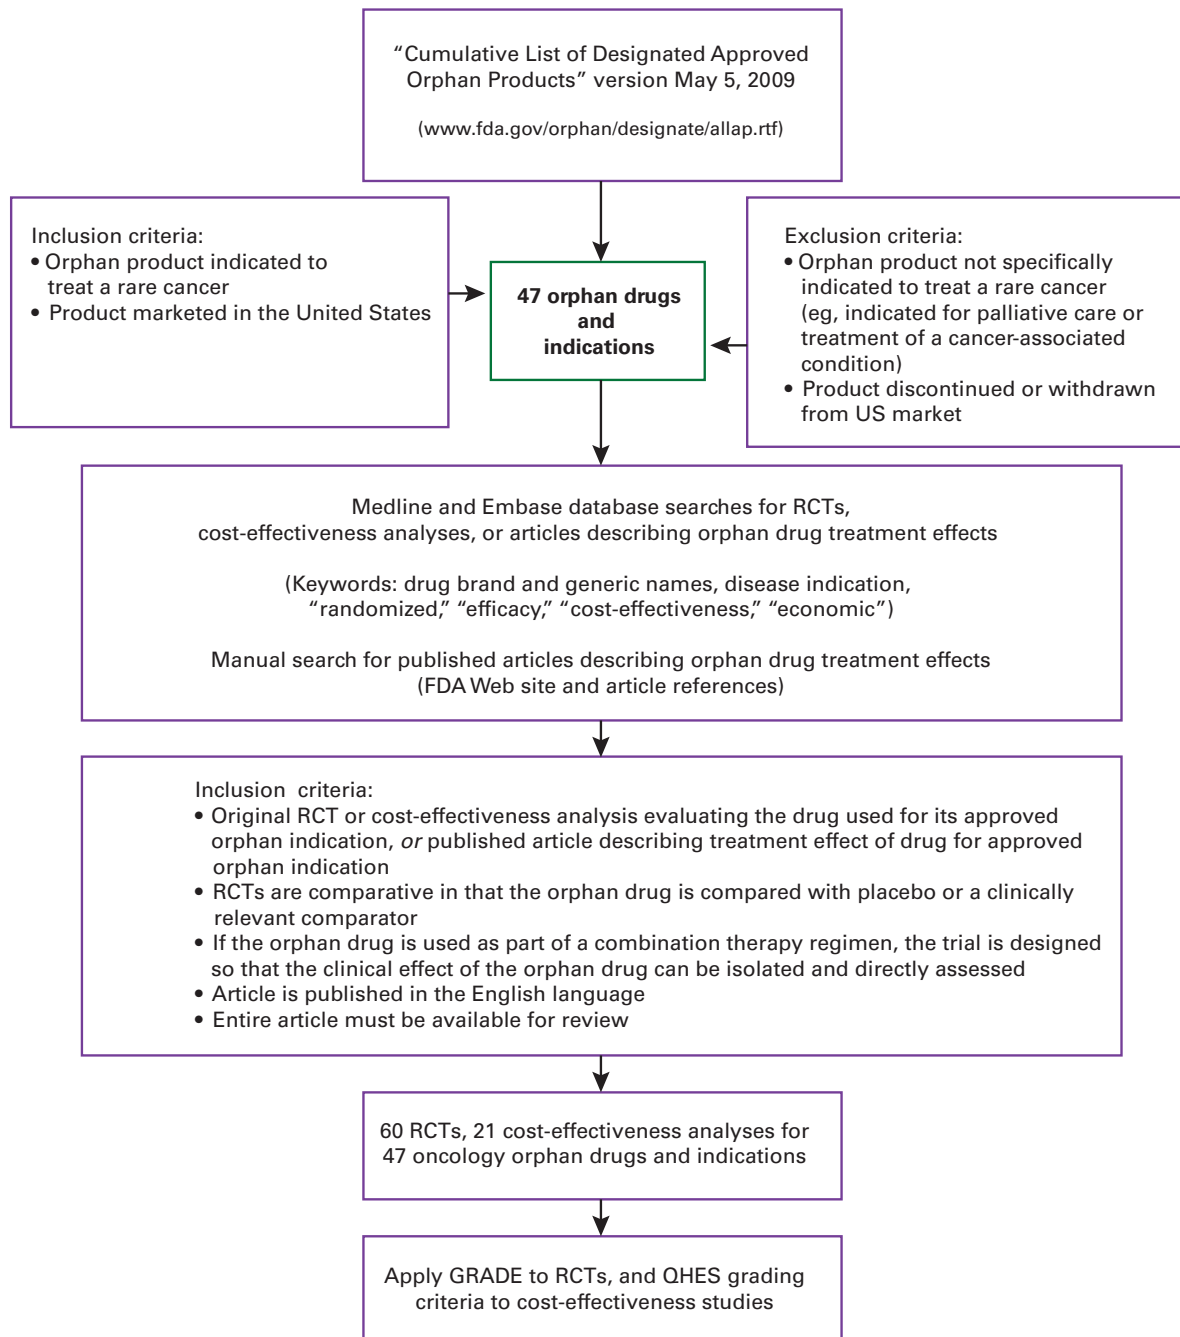 “Cumulative List of Designated Approved
Orphan Products” version May 5, 2009
(www.fda.gov/orphan/designate/allap.rtf)
Inclusion criteria:
• Orphan product indicated to
treat a rare cancer
• Product marketed in the United States
47 orphan drugs
and
indications
Exclusion criteria:
• Orphan product not specifically
indicated to treat a rare cancer
(eg, indicated for palliative care or
treatment of a cancer-associated
condition)
• Product discontinued or withdrawn
from US market
Medline and Embase database searches for RCTs,
cost-effectiveness analyses, or articles describing orphan drug treatment effects
(Keywords: drug brand and generic names, disease indication,
“randomized,” “efficacy,” “cost-effectiveness,” “economic”)
Manual search for published articles describing orphan drug treatment effects
(FDA Web site and article references)
Inclusion criteria:
• Original RCT or cost-effectiveness analysis evaluating the drug used for its approved
orphan indication, or published article describing treatment effect of drug for approved
orphan indication
• RCTs are comparative in that the orphan drug is compared with placebo or a clinically
relevant comparator
• If the orphan drug is used as part of a combination therapy regimen, the trial is designed
so that the clinical effect of the orphan drug can be isolated and directly assessed
• Article is published in the English language
• Entire article must be available for review
60 RCTs, 21 cost-effectiveness analyses for
47 oncology orphan drugs and indications
Apply GRADE to RCTs, and QHES grading
criteria to cost-effectiveness studies